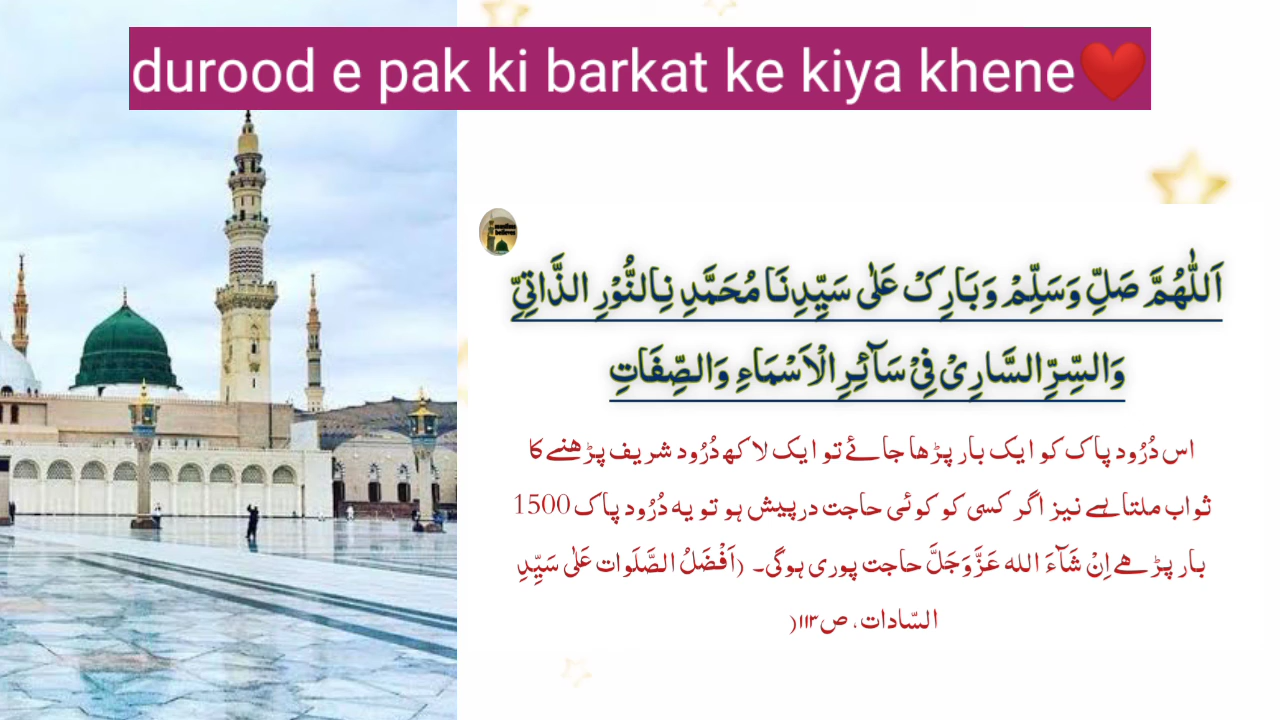 durood e pak ki barkat ke kiya khene❤️
اَللّٰهُمَّ صَلِّ وَسَلِّمْ وَبَارِكْ عَلٰى سَيِّدِنَا مُحَمَّدِ نِالنُّوْرِ الذَّاتِيِّ
وَالسِّرِّ السَّارِيْ فِيْ سَآئِرِ الْاَسْمَاءِ وَالصِّفَاتِ
اس دُرُود پاک کو ایک بار پڑھا جائے تو ایک لاکھ دُرُود شریف پڑھنے کا
ثواب ملتا ہے نیز اگر کسی کو کوئی حاجت درپیش ہو تو یہ دُرُود پاک 1500
بار پڑھے اِنْ شَآءَ الله عَزَّوَجَلَّ حاجت پوری ہوگی۔ (اَفْضَلُ الصَّلَوات عَلٰی سَیِّدِ
السّادات، ص۱۱۳)